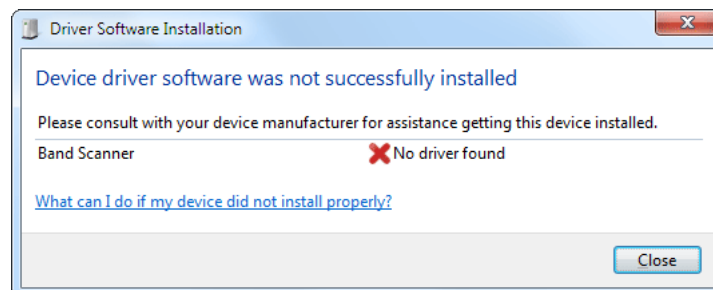 Driver Software Installation
Device driver software was not successfully installed
Please consult with your device manufacturer for assistance getting this device installed.
Band Scanner No driver found
What can I do if my device did not install properly?
Close